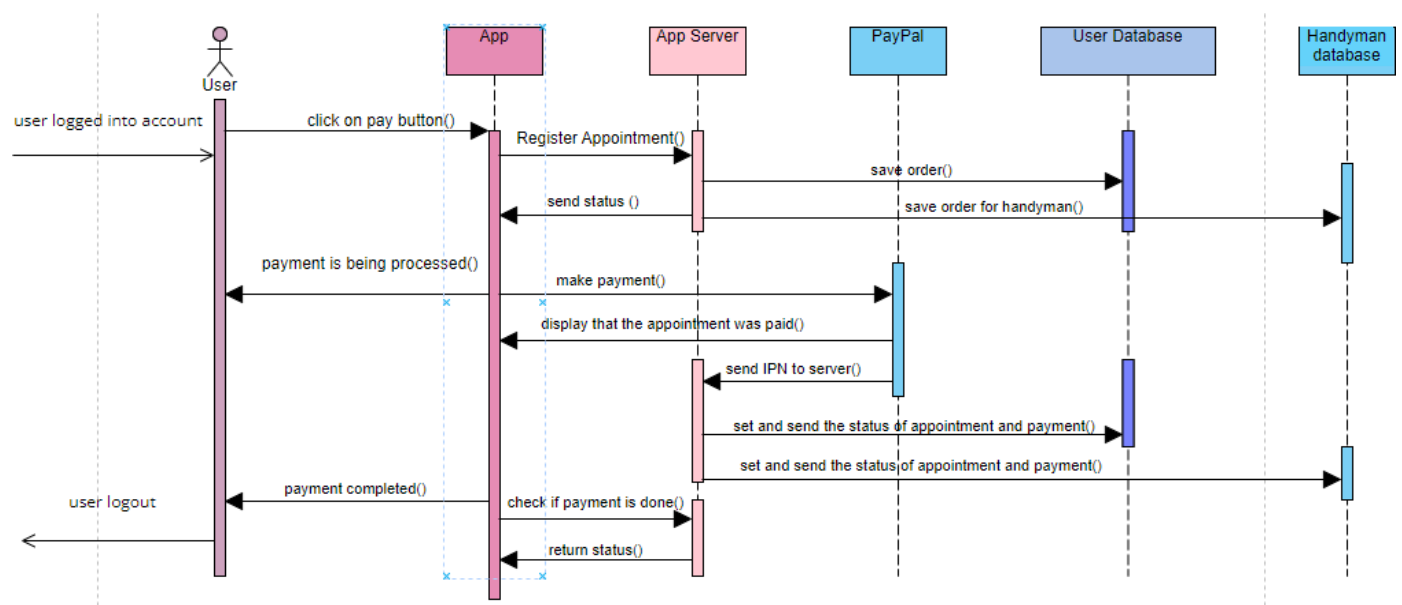 App
App Server
PayPal
User Database
Handyman
database
User
user logged into account
click on pay button()
Register Appointment()
save order()
send status ()
save order for handyman()
payment is being processed()
make payment()
display that the appointment was paid()
send IPN to server()
set and send the status of appointment and payment()
set and send the status of appointment and payment()
payment completed()
user logout
check if payment is done()
return status()